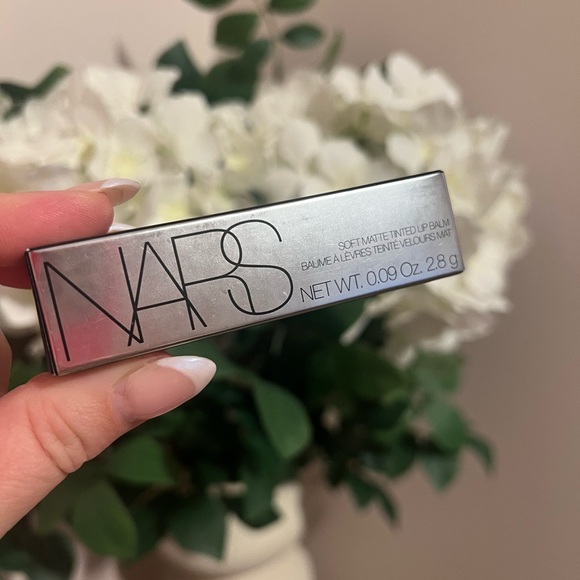 NARS
SOFT MATTE TINTED LIP BALM
BAUME À LÈVRES TEINTÉ VELOURS MAT
NET WT. 0.09 Oz. 2.8 g